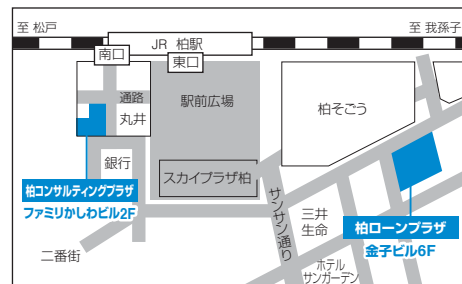 至 松戸
至 我孫子
JR 柏駅
南口
東口
通路
丸井
駅前広場
柏そごう
銀行
スカイプラザ柏
柏コンサルティングプラザ
ファミリかしわビル2F
サンサン通り
三井
生命
柏ローンプラザ
金子ビル6F
二番街
ホテル
サンガーデン